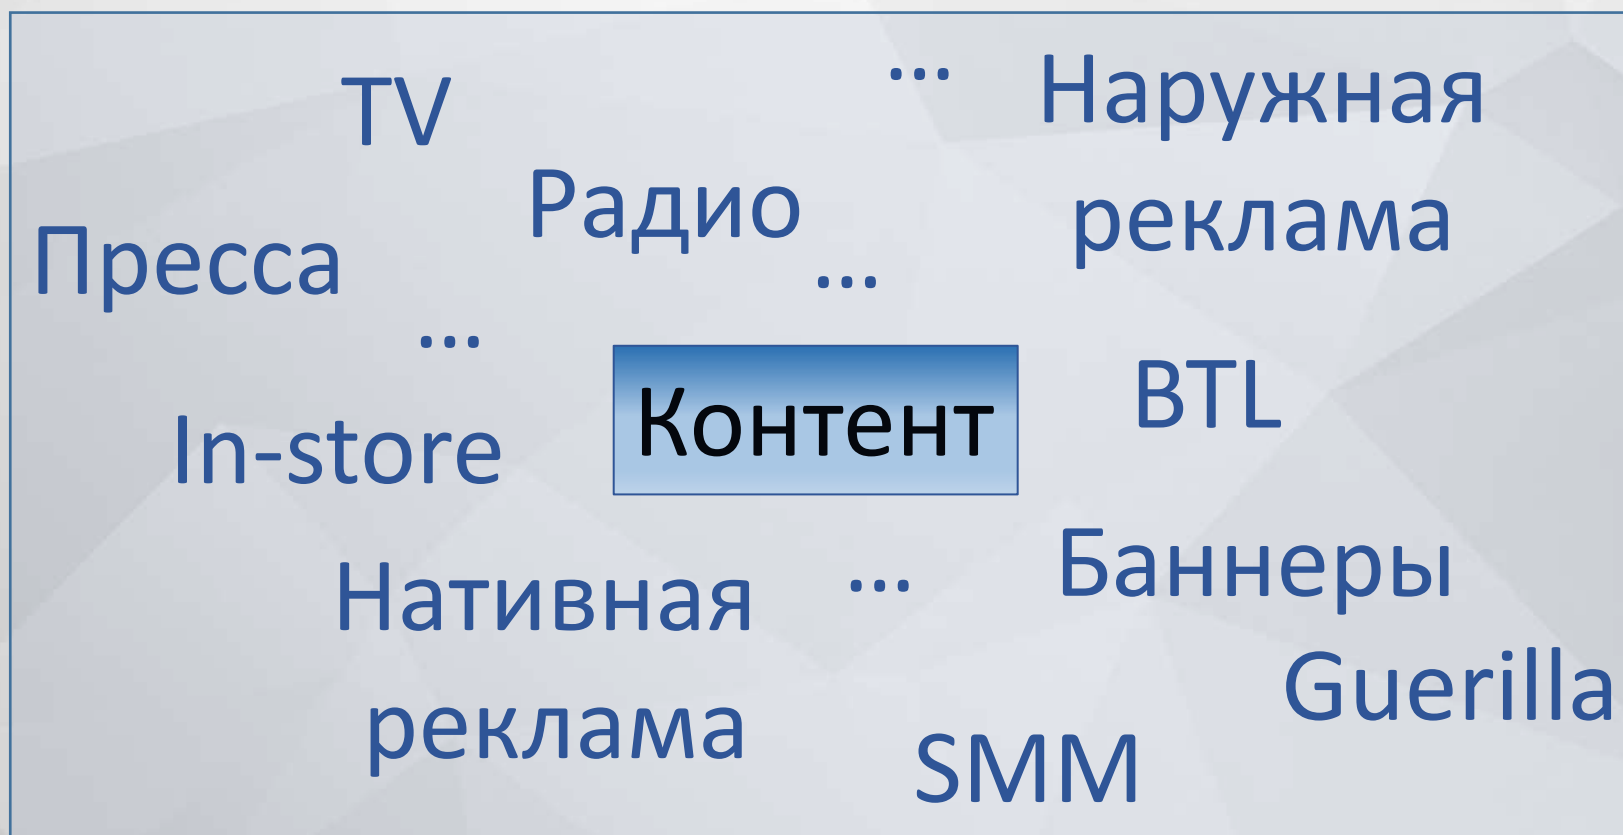 ...
TV
Наружная
реклама
Радио
Пресса
...
...
Контент
BTL
In-store
Нативная
реклама
...
Баннеры
Guerilla
SMM